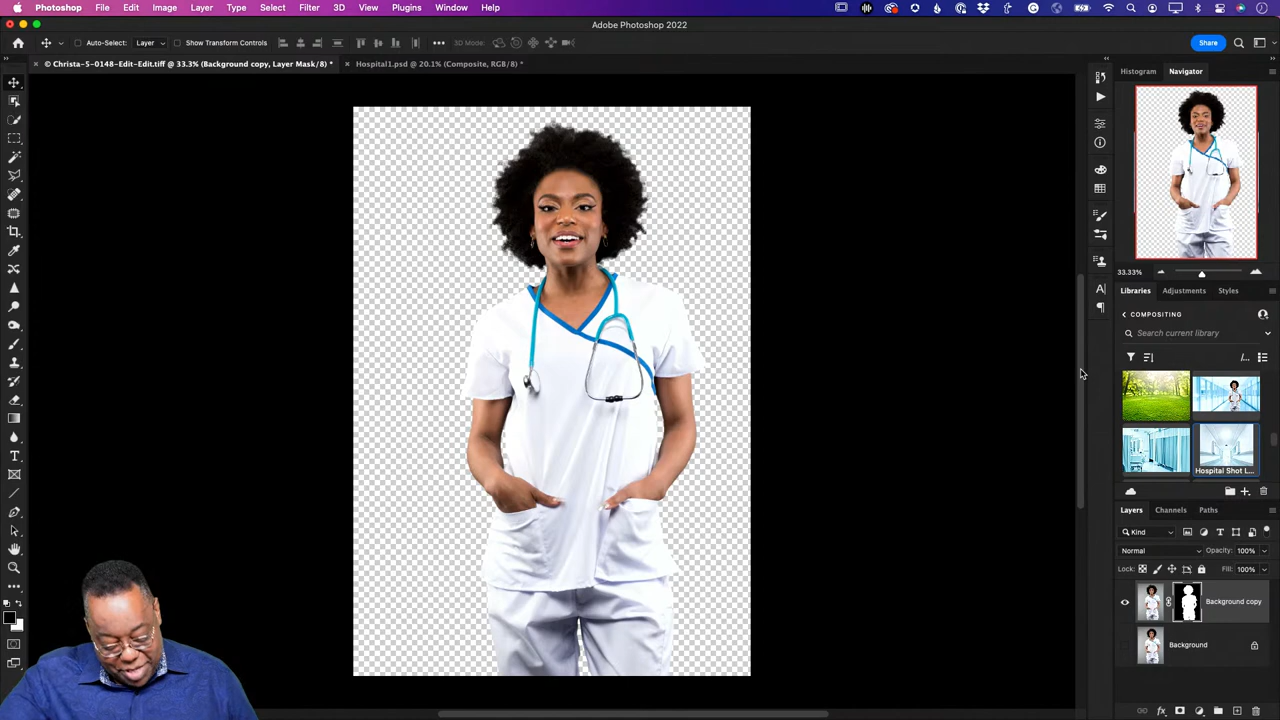 Photoshop File Edit Image Layer Type Select Filter 3D View Plugins Window Help
Adobe Photoshop 2022
Auto-Select: Layer Show Transform Controls 3D Mode: Share
© Christa-5-0148-Edit-Edit.tiff @ 33.3% (Background copy, Layer Mask/8) *
Hospital1.psd @ 20.1% (Composite, RGB/8) *
Histogram Navigator
33.33%
Libraries Adjustments Styles
COMPOSITING
Search current library
Hospital Shot L...
Layers Channels Paths
Kind
Normal Opacity: 100%
Lock: Fill: 100%
Background copy
Background